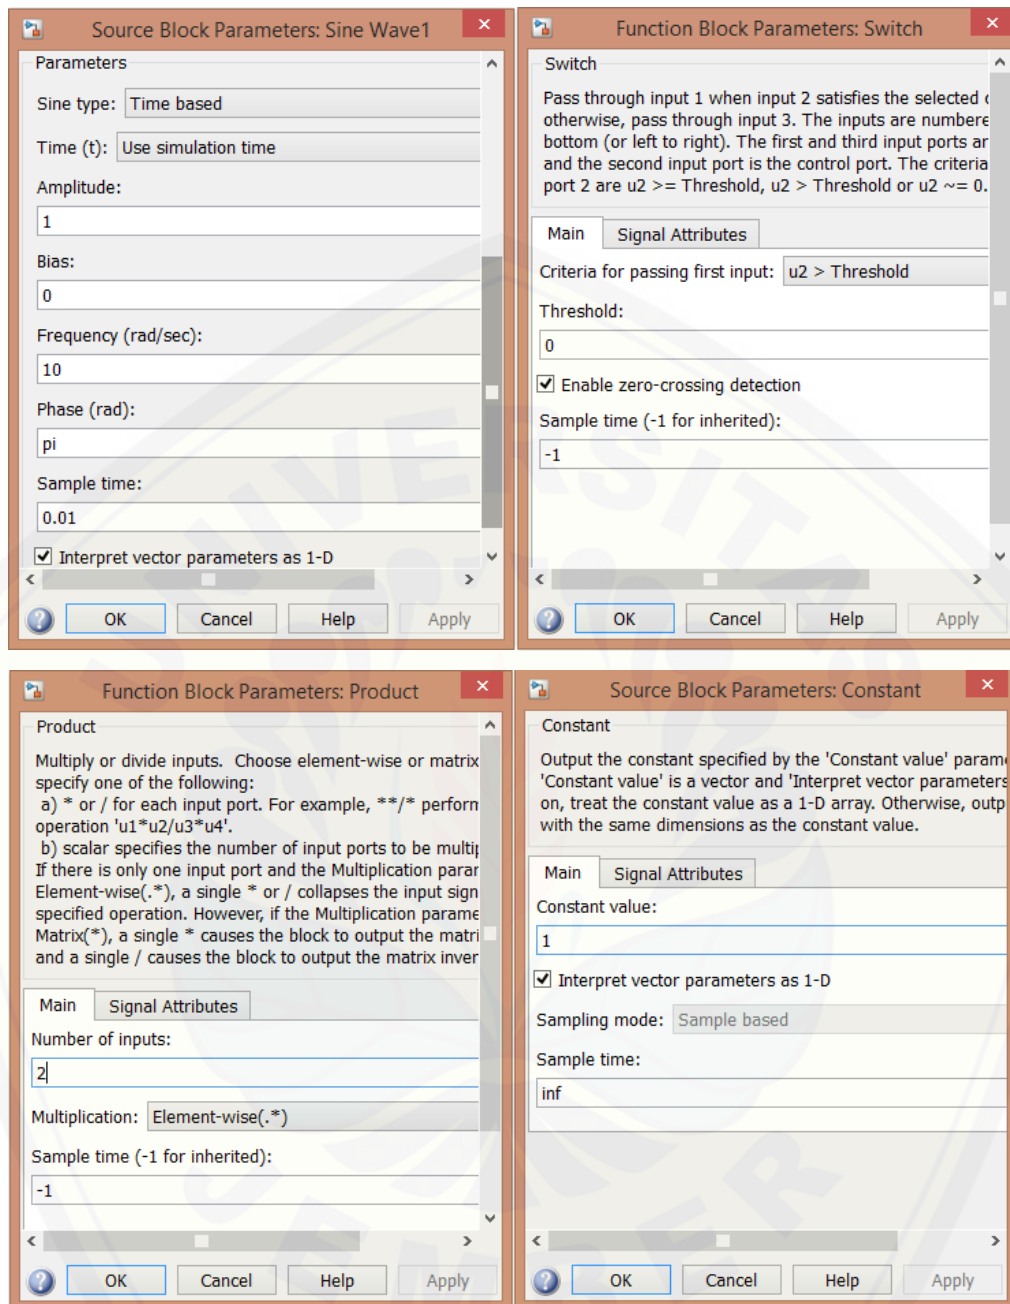 Source Block Parameters: Sine Wave1
Parameters
Sine type: Time based
Time (t): Use simulation time
Amplitude:
1
Bias:
0
Frequency (rad/sec):
10
Phase (rad):
pi
Sample time:
0.01
Interpret vector parameters as 1-D
OK Cancel Help Apply
Function Block Parameters: Switch
Switch
Pass through input 1 when input 2 satisfies the selected
otherwise, pass through input 3. The inputs are numbere
bottom (or left to right). The first and third input ports ar
and the second input port is the control port. The criteria
port 2 are u2 >= Threshold, u2 > Threshold or u2 ~= 0.
Main Signal Attributes
Criteria for passing first input: u2 > Threshold
Threshold:
0
Enable zero-crossing detection
Sample time (-1 for inherited):
-1
OK Cancel Help Apply
Function Block Parameters: Product
Product
Multiply or divide inputs. Choose element-wise or matrix
specify one of the following:
a) * or / for each input port. For example, **/* perform
operation 'u1*u2/u3*u4'.
b) scalar specifies the number of input ports to be multip
If there is only one input port and the Multiplication parar
Element-wise(.*), a single * or / collapses the input sign
specified operation. However, if the Multiplication parame
Matrix(*), a single * causes the block to output the matri
and a single / causes the block to output the matrix inver
Main Signal Attributes
Number of inputs:
2
Multiplication: Element-wise(.*)
Sample time (-1 for inherited):
-1
OK Cancel Help Apply
Source Block Parameters: Constant
Constant
Output the constant specified by the 'Constant value' param
'Constant value' is a vector and 'Interpret vector parameters
on, treat the constant value as a 1-D array. Otherwise, outp
with the same dimensions as the constant value.
Main Signal Attributes
Constant value:
1
Interpret vector parameters as 1-D
Sampling mode: Sample based
Sample time:
inf
OK Cancel Help Apply
UNIVERSITAS
JEMBER